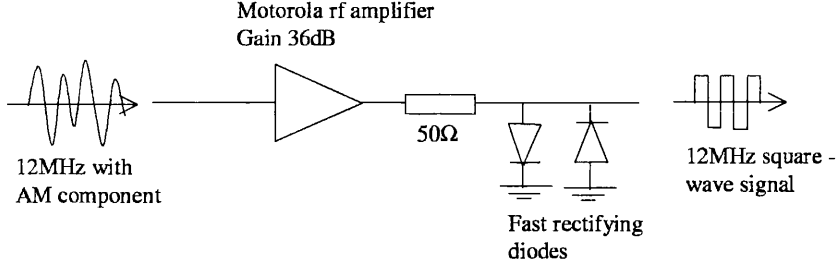 Motorola rf amplifier
Gain 36dB
12MHz with
AM component
50Ω
Fast rectifying
diodes
12MHz square -
wave signal